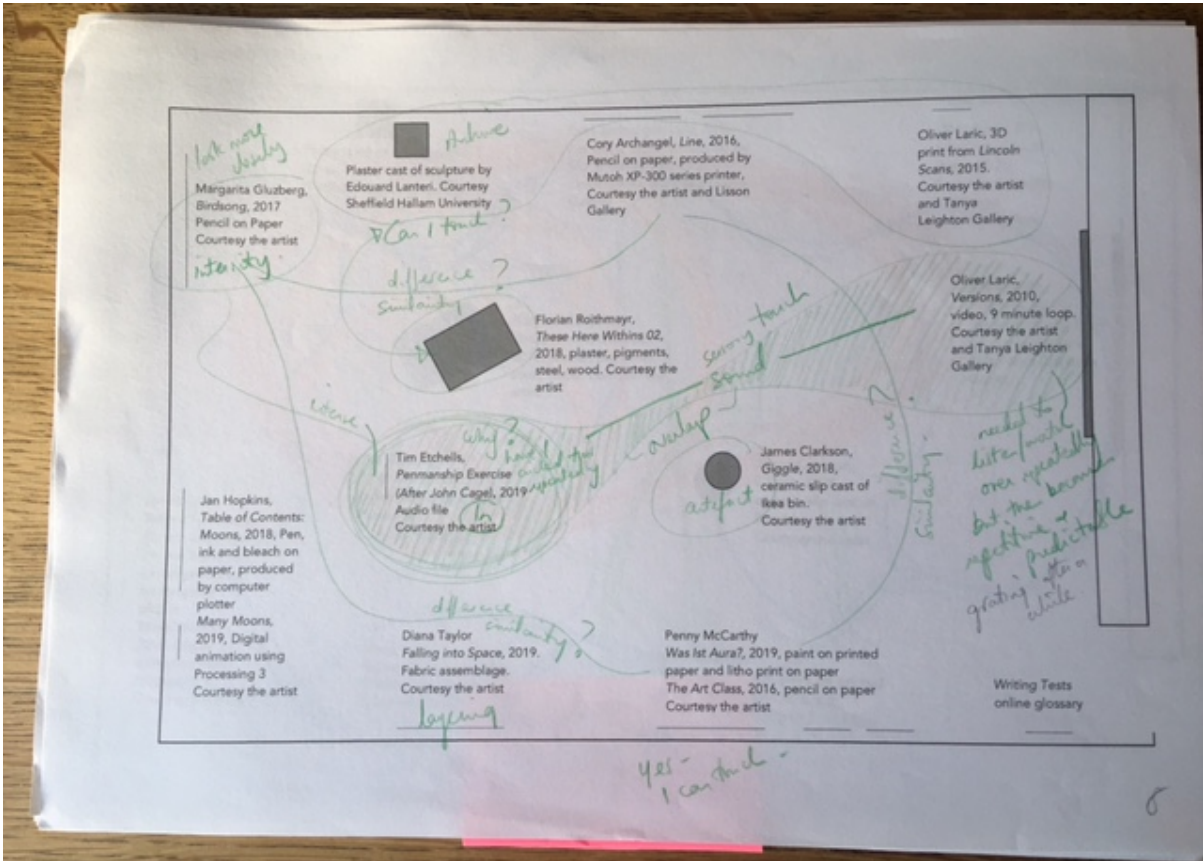 look more
closely
Margarita Gluzberg,
Birdsong, 2017
Pencil on Paper
Courtesy the artist
intensity
Archive
Plaster cast of sculpture by
Edouard Lanteri. Courtesy
Sheffield Hallam University
Can I touch?
Cory Archangel, Line, 2016,
Pencil on paper, produced by
Mutoh XP-300 series printer,
Courtesy the artist and Lisson
Gallery
Oliver Laric, 3D
print from Lincoln
Scans, 2015.
Courtesy the artist
and Tanya
Leighton Gallery
difference ?
similarity
Florian Roithmayr,
These Here Withins 02,
2018, plaster, pigments,
steel, wood. Courtesy the
artist
touch
sound
overlap
Oliver Laric,
Versions, 2010,
video, 9 minute loop.
Courtesy the artist
and Tanya Leighton
Gallery
needed to
listen/watch
over repeatedly
but then became
repetitive &
predictable
grating after a
while
intense
why?
repeatedly
Tim Etchells,
Penmanship Exercise
(After John Cage), 2019
Audio file
Courtesy the artist
1h
artefact
James Clarkson,
Giggle, 2018,
ceramic slip cast of
Ikea bin.
Courtesy the artist
difference ?
similarity.
Jan Hopkins,
Table of Contents:
Moons, 2018, Pen,
ink and bleach on
paper, produced
by computer
plotter
Many Moons,
2019, Digital
animation using
Processing 3
Courtesy the artist
difference
similarity ?
Diana Taylor
Falling into Space, 2019.
Fabric assemblage.
Courtesy the artist
layering
Penny McCarthy
Was Ist Aura?, 2019, paint on printed
paper and litho print on paper
The Art Class, 2016, pencil on paper
Courtesy the artist
Writing Tests
online glossary
yes -
I can touch -